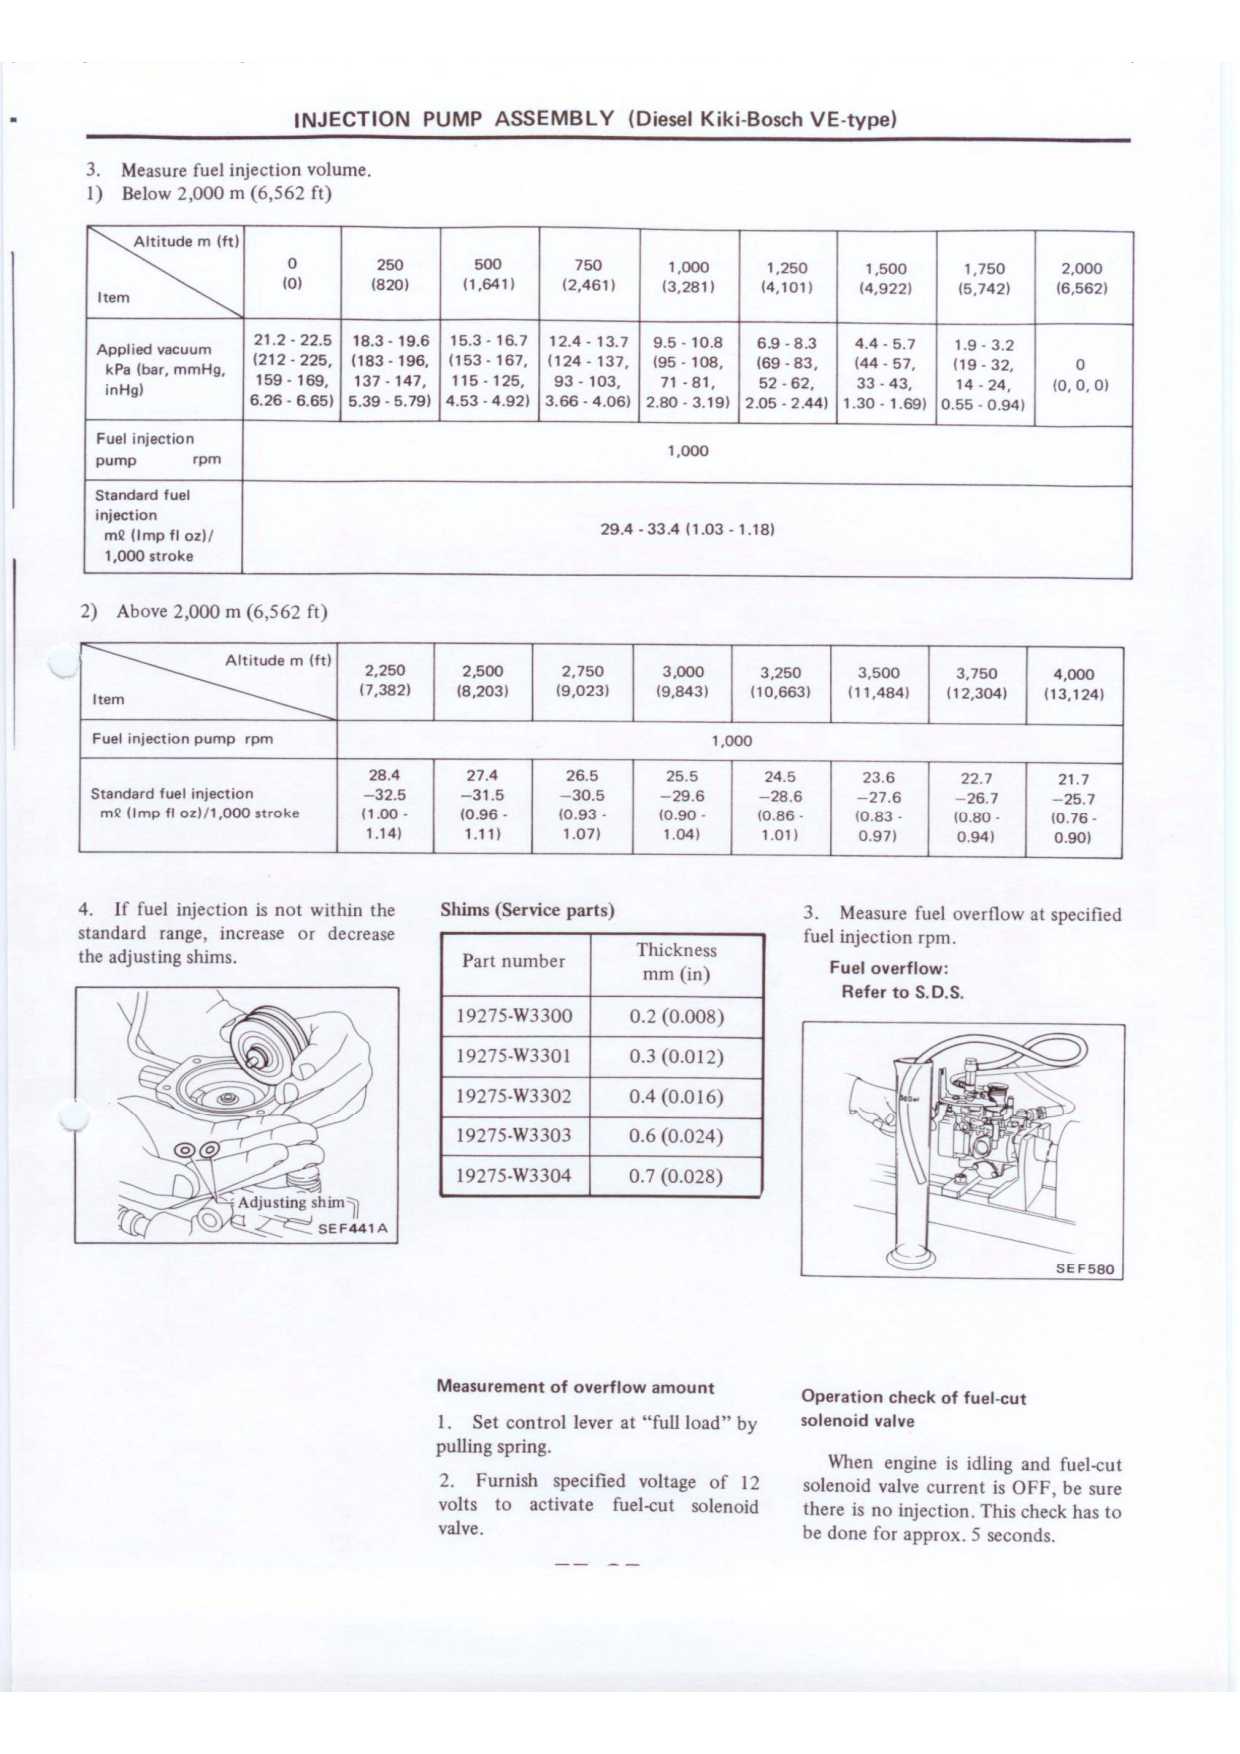 INJECTION PUMP ASSEMBLY (Diesel Kiki-Bosch VE-type)
3. Measure fuel injection volume.
1) Below 2,000 m (6,562 ft)
Altitude m (ft)
Item
0 250 500 750 1,000 1,250 1,500 1,750 2,000
(0) (820) (1,641) (2,461) (3,281) (4,101) (4,922) (5,742) (6,562)
Applied vacuum
kPa (bar, mmHg,
inHg)
21.2 - 22.5 18.3 - 19.6 15.3 - 16.7 12.4 - 13.7 9.5 - 10.8 6.9 - 8.3 4.4 - 5.7 1.9 - 3.2
(212 - 225, (183 - 196, (153 - 167, (124 - 137, (95 - 108, (69 - 83, (44 - 57, (19 - 32, 0
159 - 169, 137 - 147, 115 - 125, 93 - 103, 71 - 81, 52 - 62, 33 - 43, 14 - 24, (0, 0, 0)
6.26 - 6.65) 5.39 - 5.79) 4.53 - 4.92) 3.66 - 4.06) 2.80 - 3.19) 2.05 - 2.44) 1.30 - 1.69) 0.55 - 0.94)
Fuel injection
pump rpm
1,000
Standard fuel
injection
mℓ (Imp fl oz)/
1,000 stroke
29.4 - 33.4 (1.03 - 1.18)
2) Above 2,000 m (6,562 ft)
Altitude m (ft)
Item
2,250 2,500 2,750 3,000 3,250 3,500 3,750 4,000
(7,382) (8,203) (9,023) (9,843) (10,663) (11,484) (12,304) (13,124)
Fuel injection pump rpm
1,000
Standard fuel injection
mℓ (Imp fl oz)/1,000 stroke
28.4 27.4 26.5 25.5 24.5 23.6 22.7 21.7
–32.5 –31.5 –30.5 –29.6 –28.6 –27.6 –26.7 –25.7
(1.00 - (0.96 - (0.93 - (0.90 - (0.86 - (0.83 - (0.80 - (0.76 -
1.14) 1.11) 1.07) 1.04) 1.01) 0.97) 0.94) 0.90)
4. If fuel injection is not within the
standard range, increase or decrease
the adjusting shims.
Adjusting shim
SEF441A
Shims (Service parts)
Part number
Thickness
mm (in)
19275-W3300 0.2 (0.008)
19275-W3301 0.3 (0.012)
19275-W3302 0.4 (0.016)
19275-W3303 0.6 (0.024)
19275-W3304 0.7 (0.028)
Measurement of overflow amount
1. Set control lever at “full load” by
pulling spring.
2. Furnish specified voltage of 12
volts to activate fuel-cut solenoid
valve.
3. Measure fuel overflow at specified
fuel injection rpm.
Fuel overflow:
Refer to S.D.S.
SEF580
Operation check of fuel-cut
solenoid valve
When engine is idling and fuel-cut
solenoid valve current is OFF, be sure
there is no injection. This check has to
be done for approx. 5 seconds.